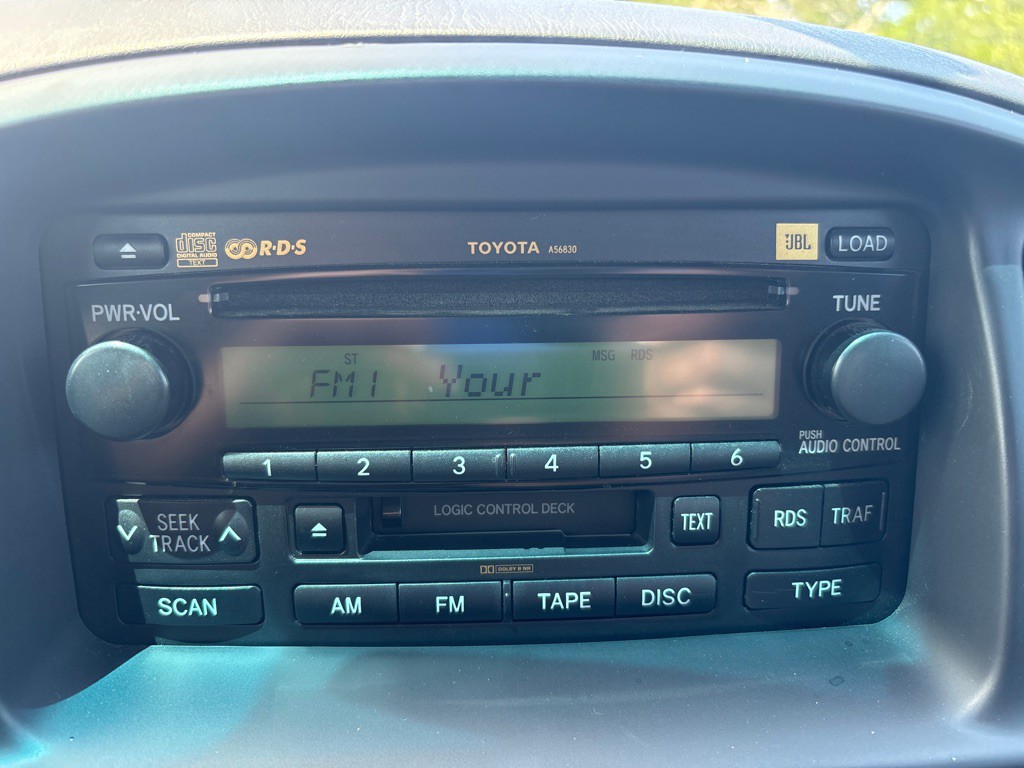 COMPACT
disc
DIGITAL AUDIO
TEXT
R·D·S
TOYOTA A56830
JBL
LOAD
PWR·VOL
TUNE
ST
MSG RDS
FM1 Your
PUSH
AUDIO CONTROL
1 2 3 4 5 6
SEEK
TRACK
LOGIC CONTROL DECK
TEXT
RDS
TRAF
DOLBY B NR
SCAN
AM
FM
TAPE
DISC
TYPE